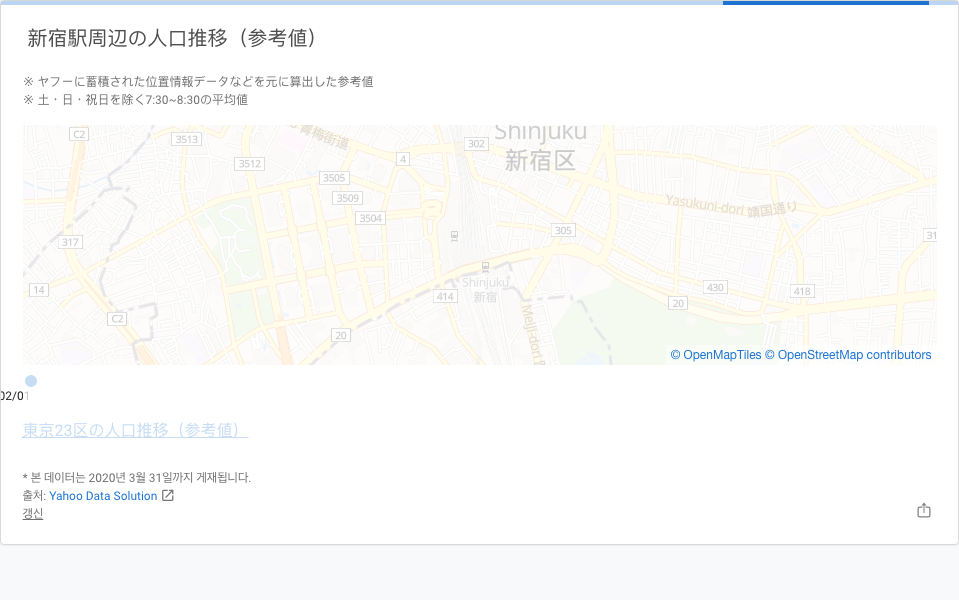 新宿駅周辺の人口推移（参考値）
※ ヤフーに蓄積された位置情報データなどを元に算出した参考値
※ 土・日・祝日を除く7:30~8:30の平均値
C2
3513
青梅街道
302
Shinjuku
新宿区
3512
4
3505
3509
3504
Yasukuni-dori 靖国通り
317
305
31
14
414
Shinjuku
新宿
430
418
20
C2
20
Meiji-dori
© OpenMapTiles © OpenStreetMap contributors
02/01
東京23区の人口推移（参考値）
* 본 데이터는 2020년 3월 31일까지 게재됩니다.
출처: Yahoo Data Solution
갱신